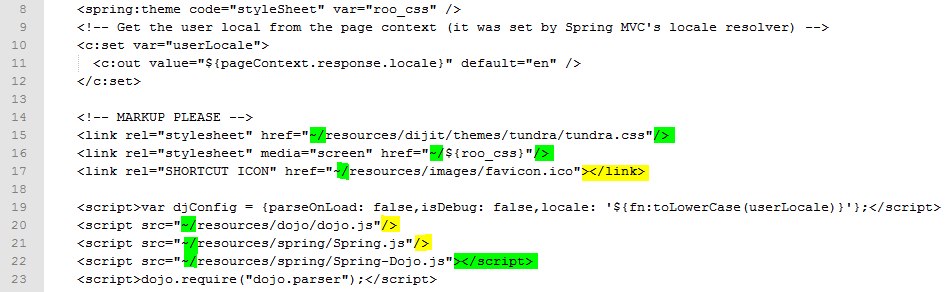 8 <spring:theme code="styleSheet" var="roo_css" />
9 <!-- Get the user local from the page context (it was set by Spring MVC's locale resolver) -->
10 <c:set var="userLocale">
11 <c:out value="${pageContext.response.locale}" default="en" />
12 </c:set>
13
14 <!-- MARKUP PLEASE -->
15 <link rel="stylesheet" href="~/resources/dijit/themes/tundra/tundra.css"/>
16 <link rel="stylesheet" media="screen" href="~/${roo_css}"/>
17 <link rel="SHORTCUT ICON" href="~/resources/images/favicon.ico"></link>
18
19 <script>var djConfig = {parseOnLoad: false,isDebug: false,locale: '${fn:toLowerCase(userLocale)}'};</script>
20 <script src="~/resources/dojo/dojo.js"/>
21 <script src="~/resources/spring/Spring.js"/>
22 <script src="~/resources/spring/Spring-Dojo.js"></script>
23 <script>dojo.require("dojo.parser");</script>